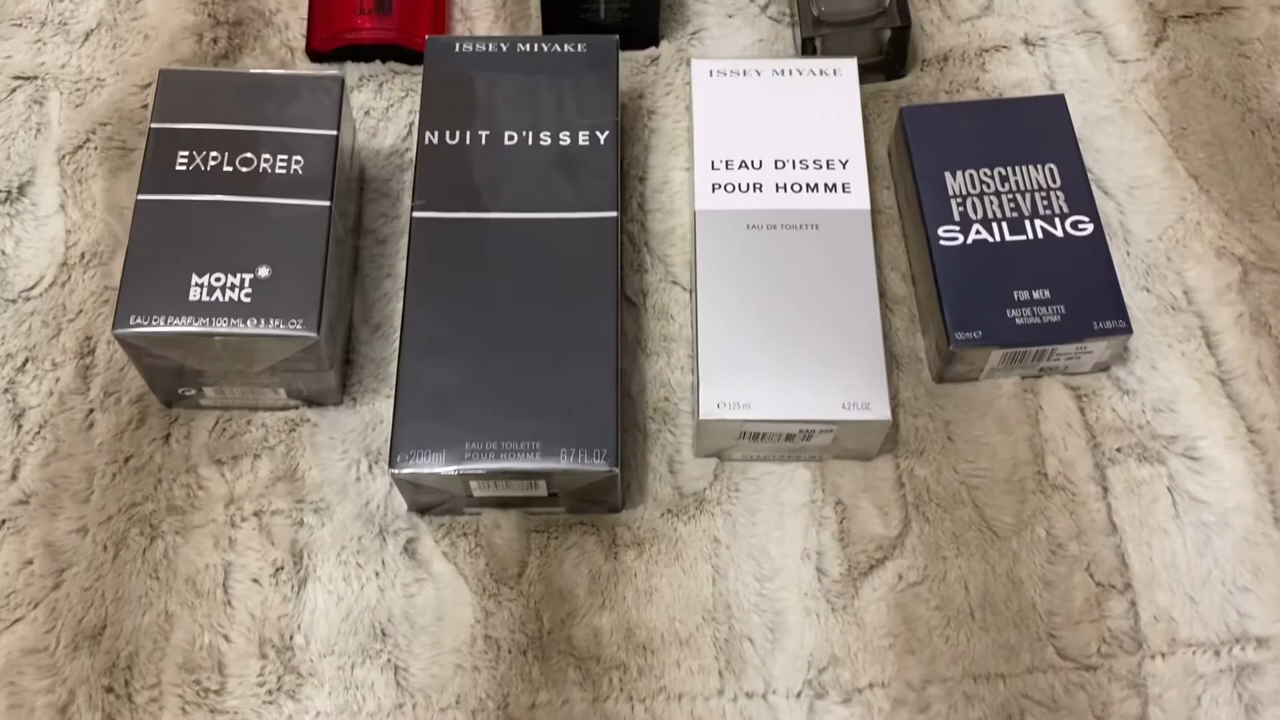 EXPLORER
MONT
BLANC
EAU DE PARFUM 100 ML ℮ 3.3FL.OZ.
ISSEY MIYAKE
NUIT D'ISSEY
EAU DE TOILETTE
℮200ml POUR HOMME 6.7 FL.OZ.
ISSEY MIYAKE
L'EAU D'ISSEY
POUR HOMME
EAU DE TOILETTE
℮ 125 ml 4.2 FL.OZ.
MOSCHINO
FOREVER
SAILING
FOR MEN
EAU DE TOILETTE
NATURAL SPRAY
100 ml ℮ 3.4 US Fl.Oz.